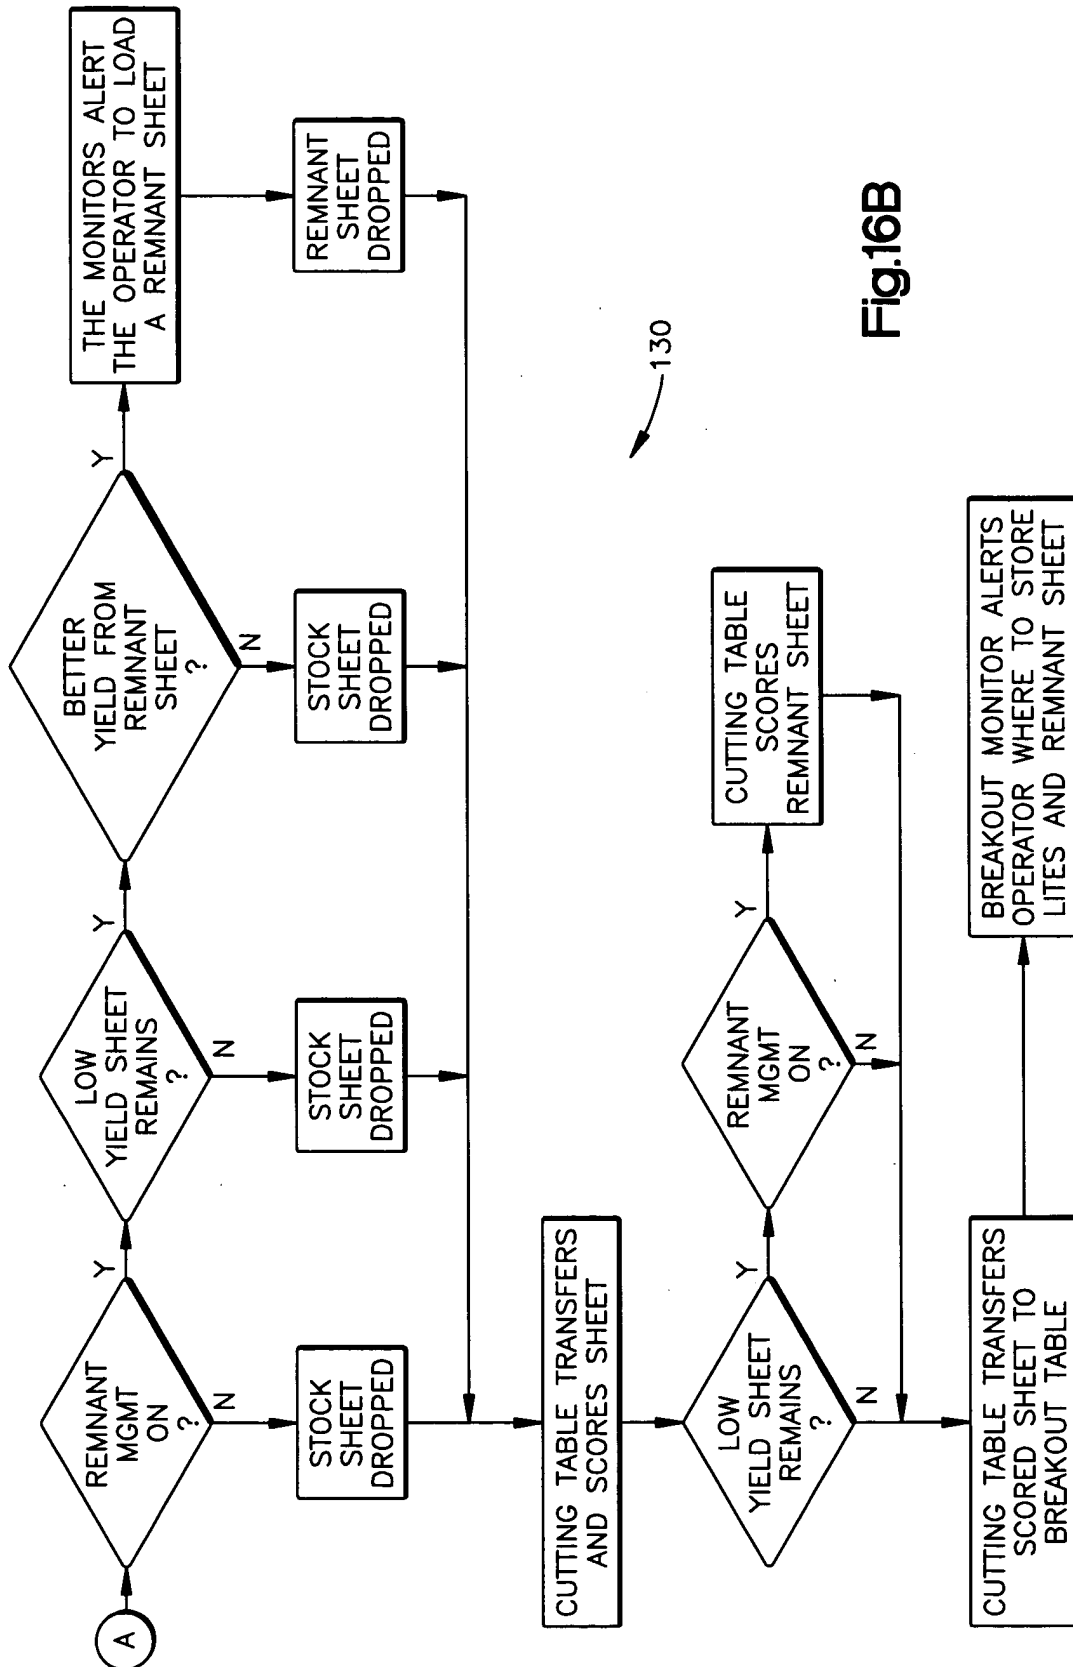 A
REMNANT
MGMT
ON
?
Y
N
LOW
YIELD SHEET
REMAINS
?
Y
N
BETTER
YIELD FROM
REMNANT
SHEET
?
Y
N
THE MONITORS ALERT
THE OPERATOR TO LOAD
A REMNANT SHEET
STOCK
SHEET
DROPPED
STOCK
SHEET
DROPPED
STOCK
SHEET
DROPPED
REMNANT
SHEET
DROPPED
CUTTING TABLE TRANSFERS
AND SCORES SHEET
130
LOW
YIELD SHEET
REMAINS
?
Y
N
REMNANT
MGMT
ON
?
Y
N
CUTTING TABLE
SCORES
REMNANT SHEET
CUTTING TABLE TRANSFERS
SCORED SHEET TO
BREAKOUT TABLE
BREAKOUT MONITOR ALERTS
OPERATOR WHERE TO STORE
LITES AND REMNANT SHEET
Fig.16B